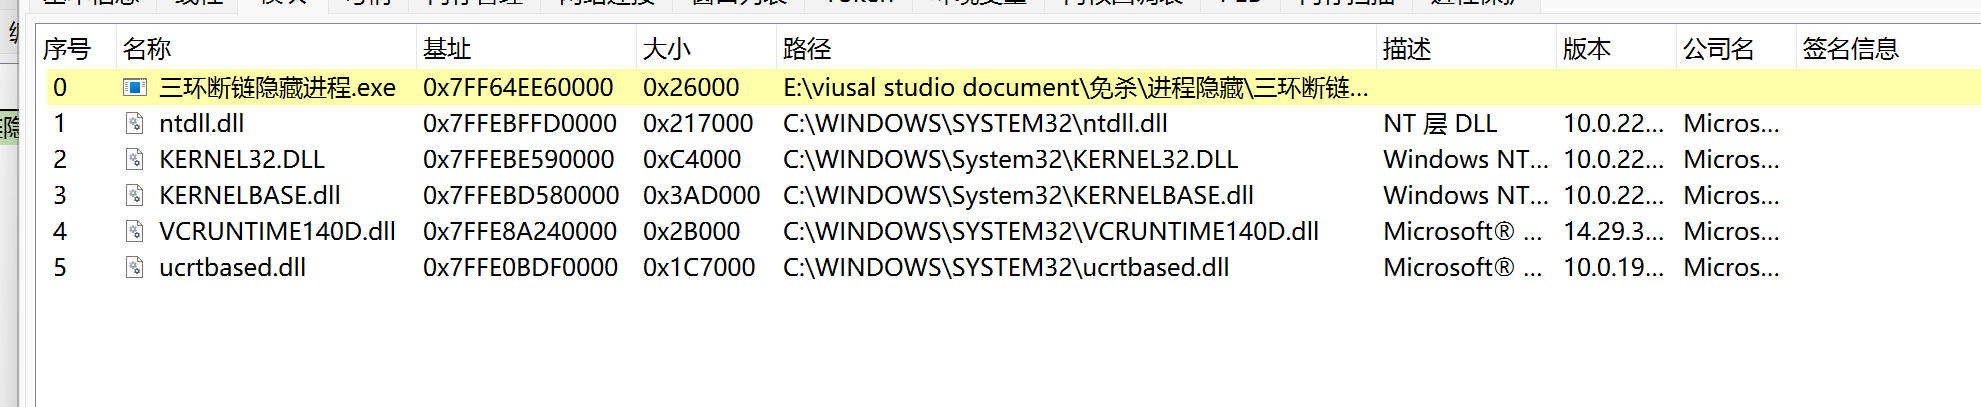 Token
PEB
序号 名称 基址 大小 路径 描述 版本 公司名 签名信息
0 三环断链隐藏进程.exe 0x7FF64EE60000 0x26000 E:\viusal studio document\免杀\进程隐藏\三环断链...
1 ntdll.dll 0x7FFEBFFD0000 0x217000 C:\WINDOWS\SYSTEM32\ntdll.dll NT 层 DLL 10.0.22... Micros...
2 KERNEL32.DLL 0x7FFEBE590000 0xC4000 C:\WINDOWS\System32\KERNEL32.DLL Windows NT... 10.0.22... Micros...
3 KERNELBASE.dll 0x7FFEBD580000 0x3AD000 C:\WINDOWS\System32\KERNELBASE.dll Windows NT... 10.0.22... Micros...
4 VCRUNTIME140D.dll 0x7FFE8A240000 0x2B000 C:\WINDOWS\SYSTEM32\VCRUNTIME140D.dll Microsoft® ... 14.29.3... Micros...
5 ucrtbased.dll 0x7FFE0BDF0000 0x1C7000 C:\WINDOWS\SYSTEM32\ucrtbased.dll Microsoft® ... 10.0.19... Micros...